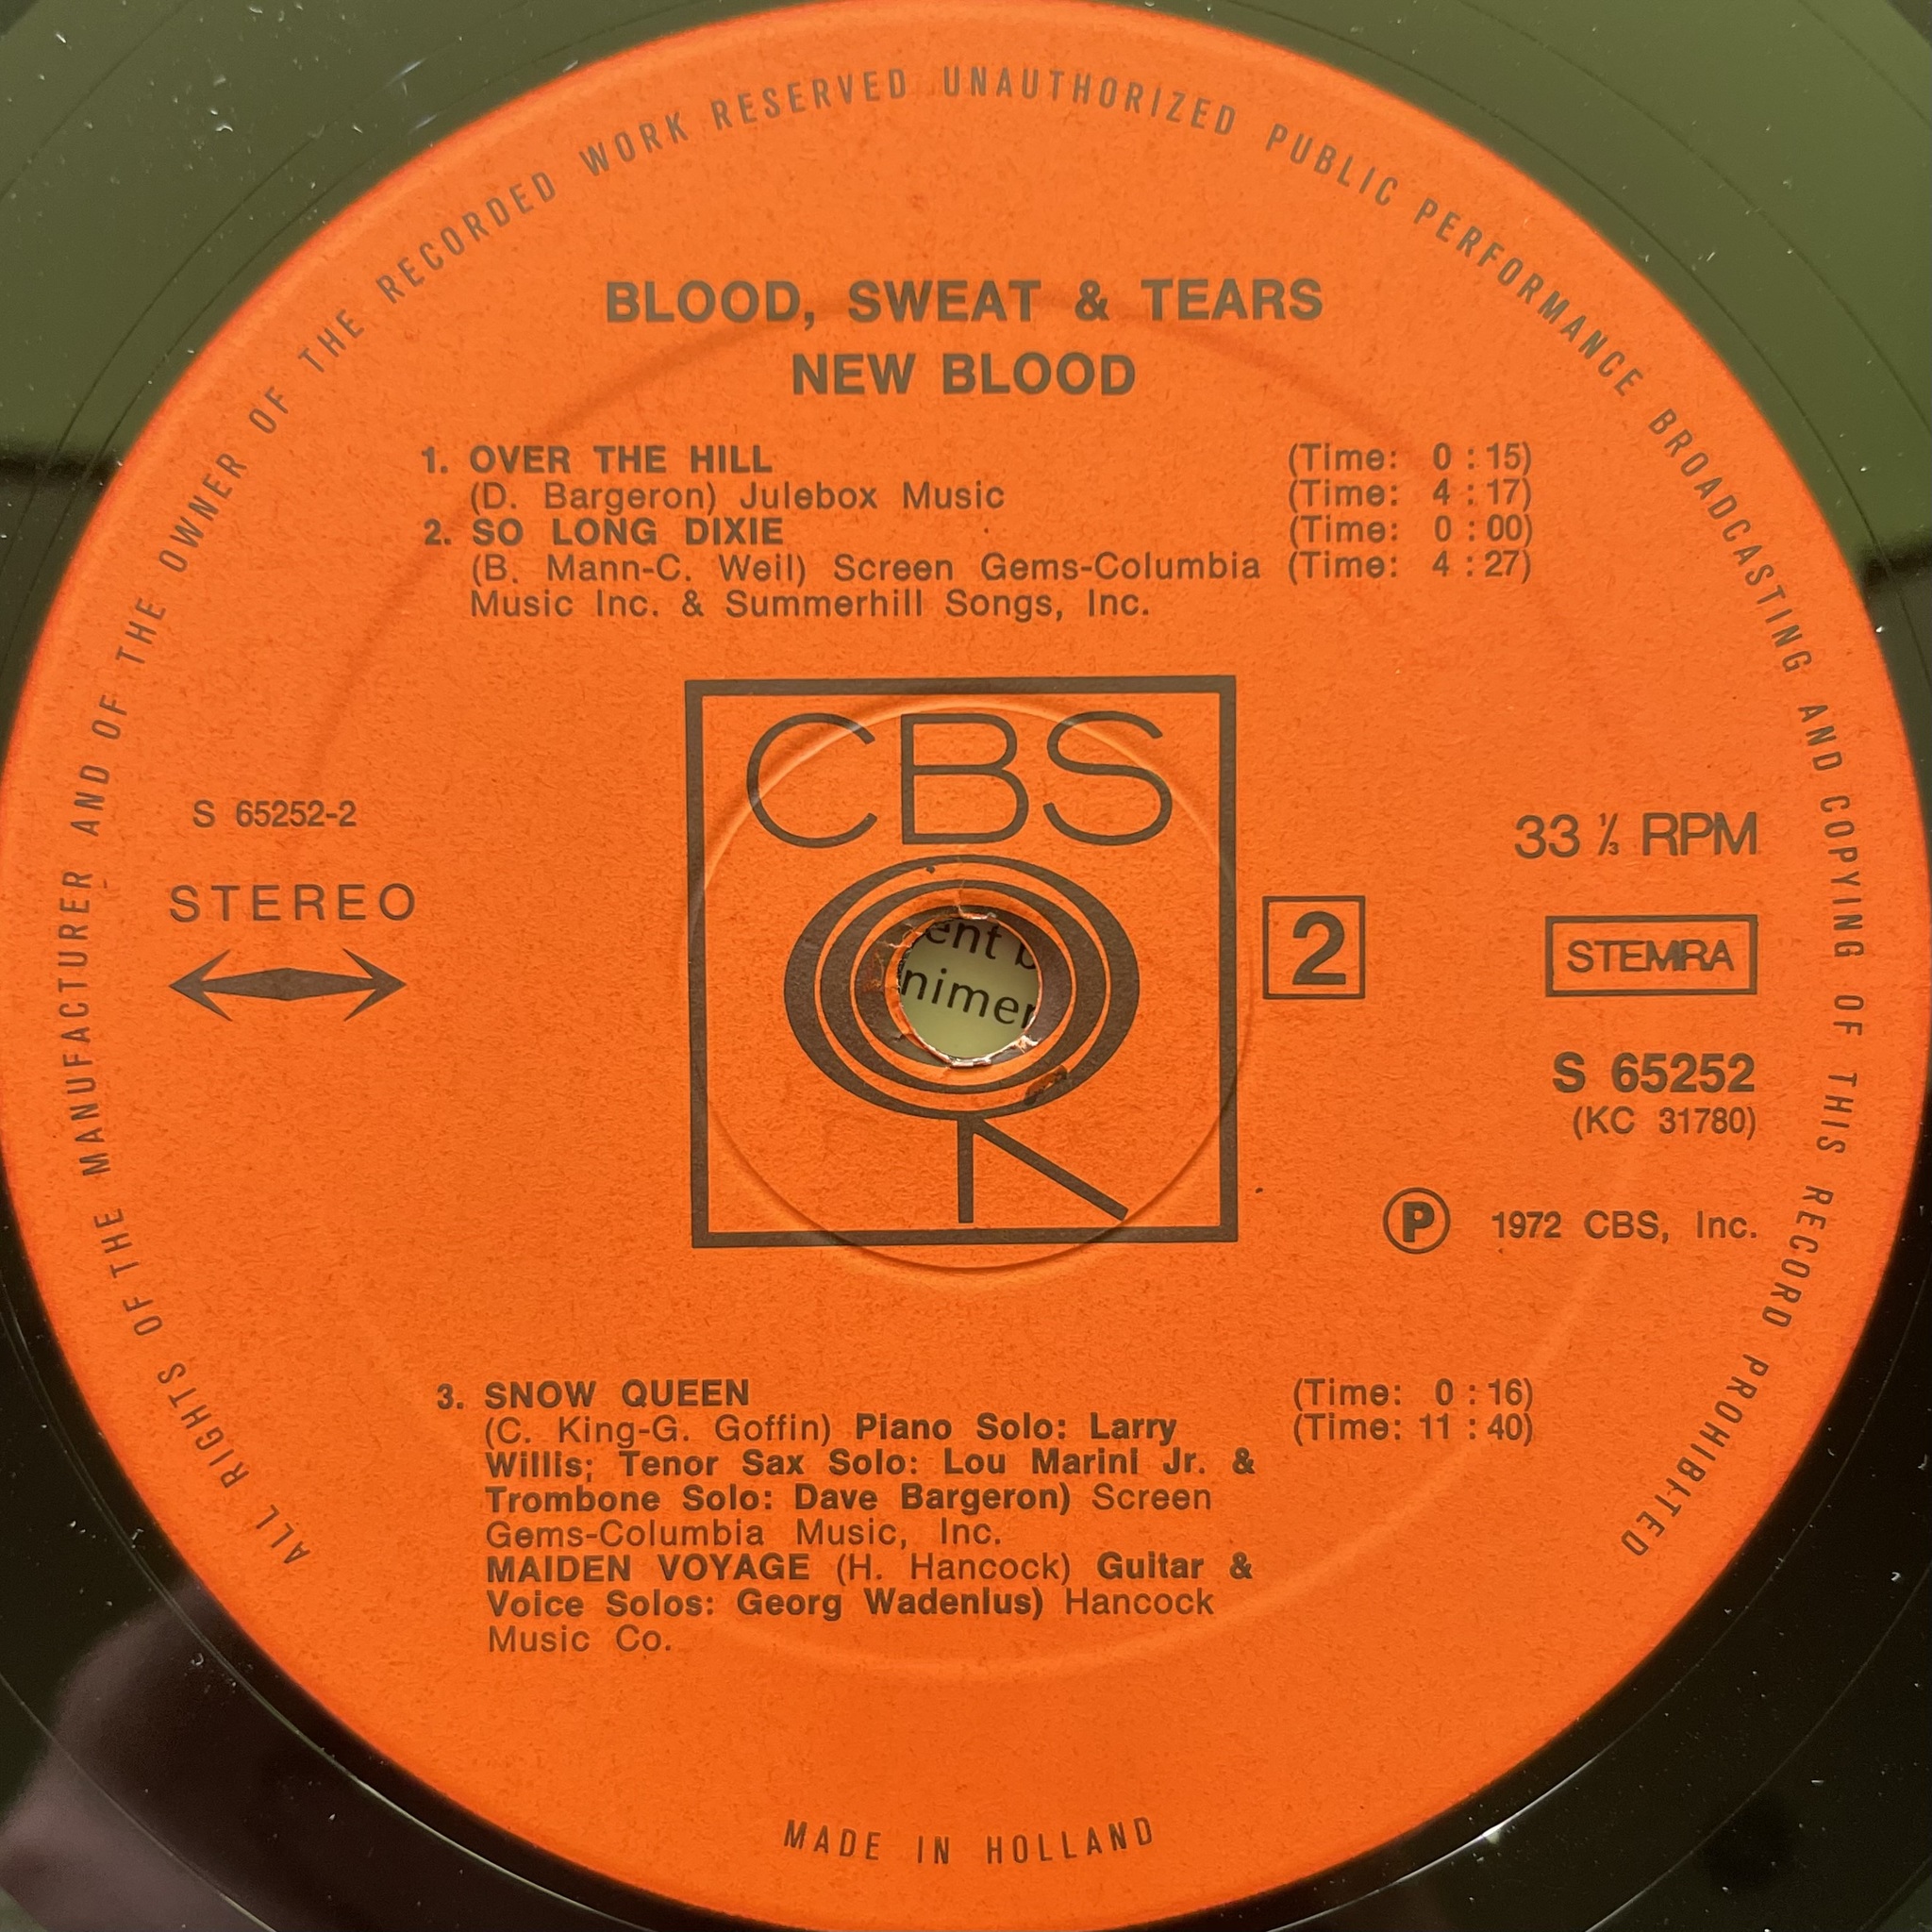 ALL RIGHTS OF THE MANUFACTURER AND OF THE OWNER OF THE RECORDED WORK RESERVED UNAUTHORIZED PUBLIC PERFORMANCE BROADCASTING AND COPYING OF THIS RECORD PROHIBITED
BLOOD, SWEAT & TEARS
NEW BLOOD
1. OVER THE HILL (Time: 0 : 15)
(D. Bargeron) Julebox Music (Time: 4 : 17)
2. SO LONG DIXIE (Time: 0 : 00)
(B. Mann-C. Weil) Screen Gems-Columbia (Time: 4 : 27)
Music Inc. & Summerhill Songs, Inc.
CBS
S 65252-2
STEREO
33 1/3 RPM
2
STEMRA
ent b
nimer
S 65252
(KC 31780)
Ⓟ 1972 CBS, Inc.
3. SNOW QUEEN (Time: 0 : 16)
(C. King-G. Goffin) Piano Solo: Larry (Time: 11 : 40)
Willis; Tenor Sax Solo: Lou Marini Jr. &
Trombone Solo: Dave Bargeron) Screen
Gems-Columbia Music, Inc.
MAIDEN VOYAGE (H. Hancock) Guitar &
Voice Solos: Georg Wadenius) Hancock
Music Co.
MADE IN HOLLAND